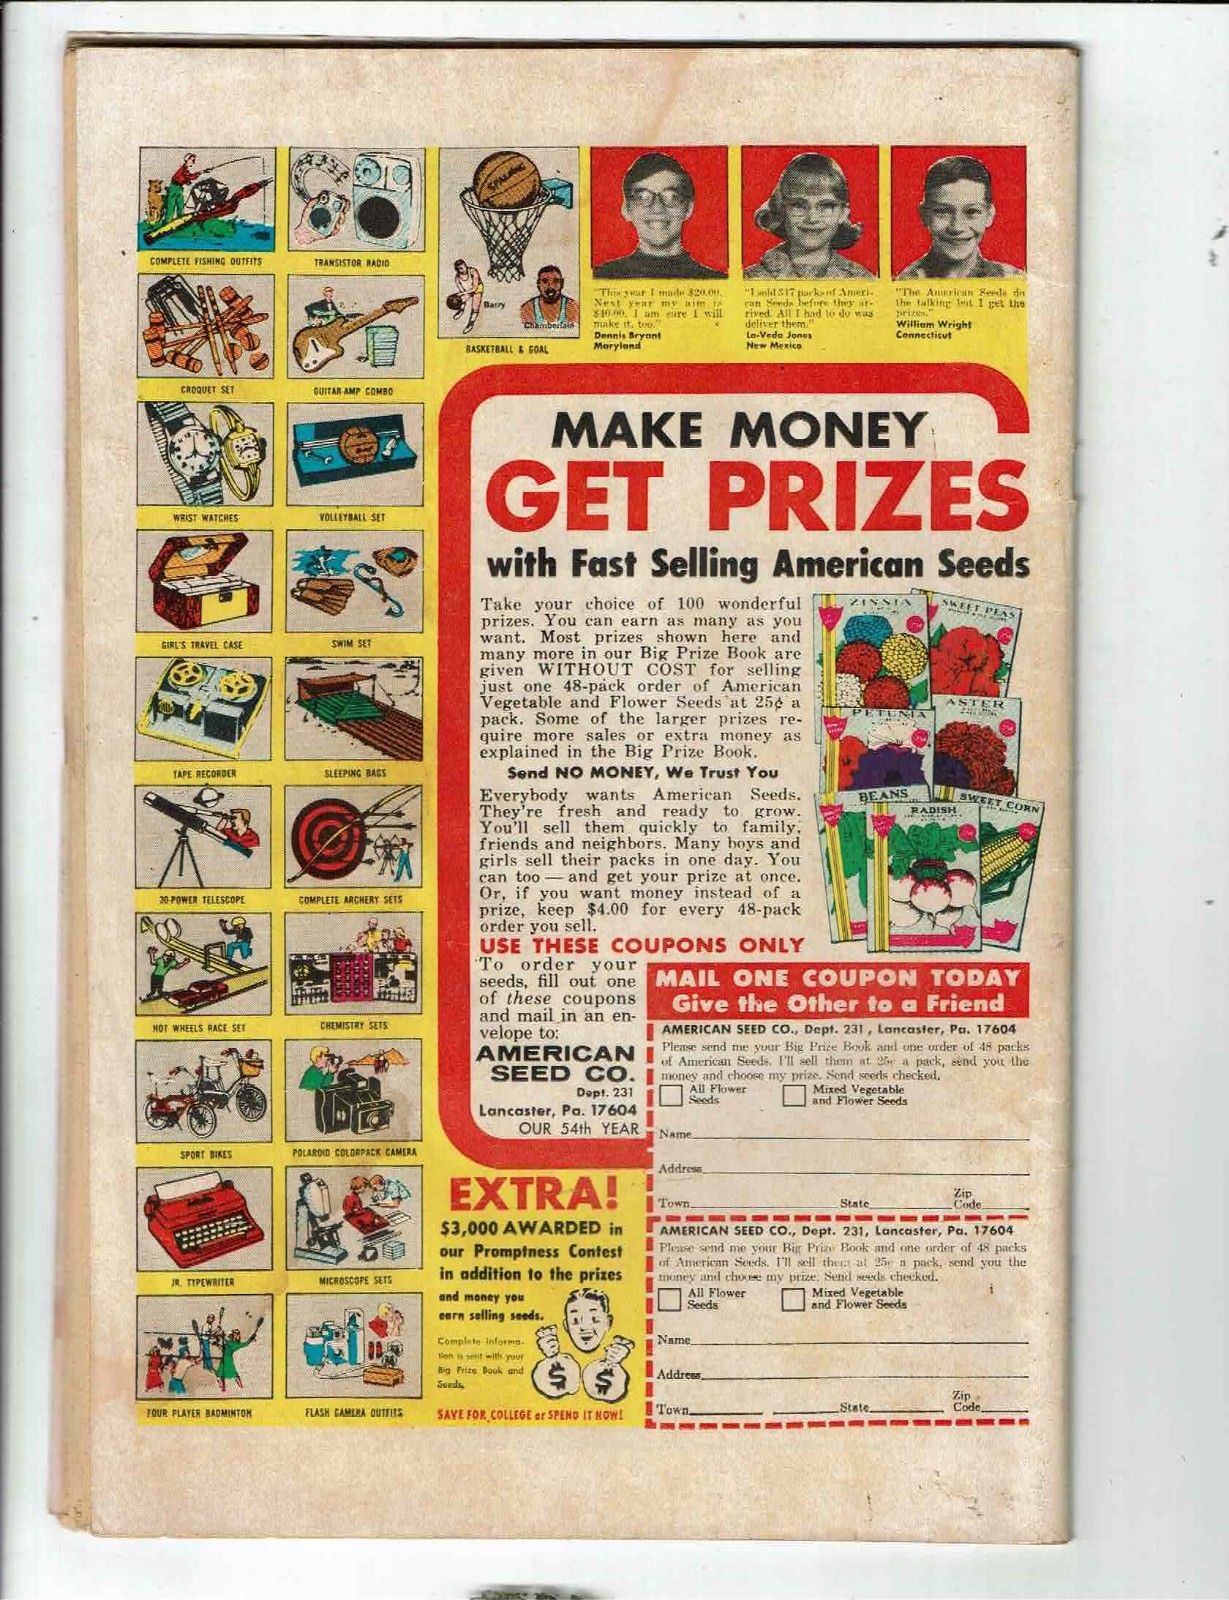 COMPLETE FISHING OUTFITS
TRANSISTOR RADIO
CROQUET SET
GUITAR-AMP COMBO
WRIST WATCHES
VOLLEYBALL SET
GIRL'S TRAVEL CASE
SWIM SET
TAPE RECORDER
SLEEPING BAGS
30-POWER TELESCOPE
COMPLETE ARCHERY SETS
HOT WHEELS RACE SET
CHEMISTRY SETS
SPORT BIKES
POLAROID COLORPACK CAMERA
JR. TYPEWRITER
MICROSCOPE SETS
FOUR PLAYER BADMINTON
FLASH CAMERA OUTFITS
SPALDING
Barry
Chamberlain
BASKETBALL & GOAL
"This year I made $20.00.
Next year my aim is
I am sure I will
make it, too."
Dennis Bryant
Maryland
"I sold 317 packs of Ameri-
can Seeds before they ar-
rived. All I had to do was
deliver them."
La-Veda Jones
New Mexico
"The American Seeds do
the talking but I get the
prizes."
William Wright
Connecticut
MAKE MONEY
GET PRIZES
with Fast Selling American Seeds
Take your choice of 100 wonderful
prizes. You can earn as many as you
want. Most prizes shown here and
many more in our Big Prize Book are
given WITHOUT COST for selling
just one 48-pack order of American
Vegetable and Flower Seeds at 25¢ a
pack. Some of the larger prizes re-
quire more sales or extra money as
explained in the Big Prize Book.
Send NO MONEY, We Trust You
Everybody wants American Seeds.
They're fresh and ready to grow.
You'll sell them quickly to family,
friends and neighbors. Many boys and
girls sell their packs in one day. You
can too — and get your prize at once.
Or, if you want money instead of a
prize, keep $4.00 for every 48-pack
order you sell.
USE THESE COUPONS ONLY
To order your
seeds, fill out one
of these coupons
and mail in an en-
velope to:
AMERICAN
SEED CO.
Dept. 231
Lancaster, Pa. 17604
OUR 54th YEAR
ZINNIA
SWEET PEAS
PETUNIA
ASTER
BEANS
RADISH
SWEET CORN
MAIL ONE COUPON TODAY
Give the Other to a Friend
AMERICAN SEED CO., Dept. 231, Lancaster, Pa. 17604
Please send me your Big Prize Book and one order of 48 packs
of American Seeds. I'll sell them at 25¢ a pack, send you the
money and choose my prize. Send seeds checked.
All Flower
Seeds
Mixed Vegetable
and Flower Seeds
Name
Address
Town State Zip
Code
AMERICAN SEED CO., Dept. 231, Lancaster, Pa. 17604
Please send me your Big Prize Book and one order of 48 packs
of American Seeds. I'll sell them at 25¢ a pack, send you the
money and choose my prize. Send seeds checked.
All Flower
Seeds
Mixed Vegetable
and Flower Seeds
Name
Address
Town State Zip
Code
EXTRA!
$3,000 AWARDED in
our Promptness Contest
in addition to the prizes
and money you
earn selling seeds.
Complete informa-
tion is sent with your
Big Prize Book and
Seeds.
$ $
SAVE FOR COLLEGE or SPEND IT NOW!